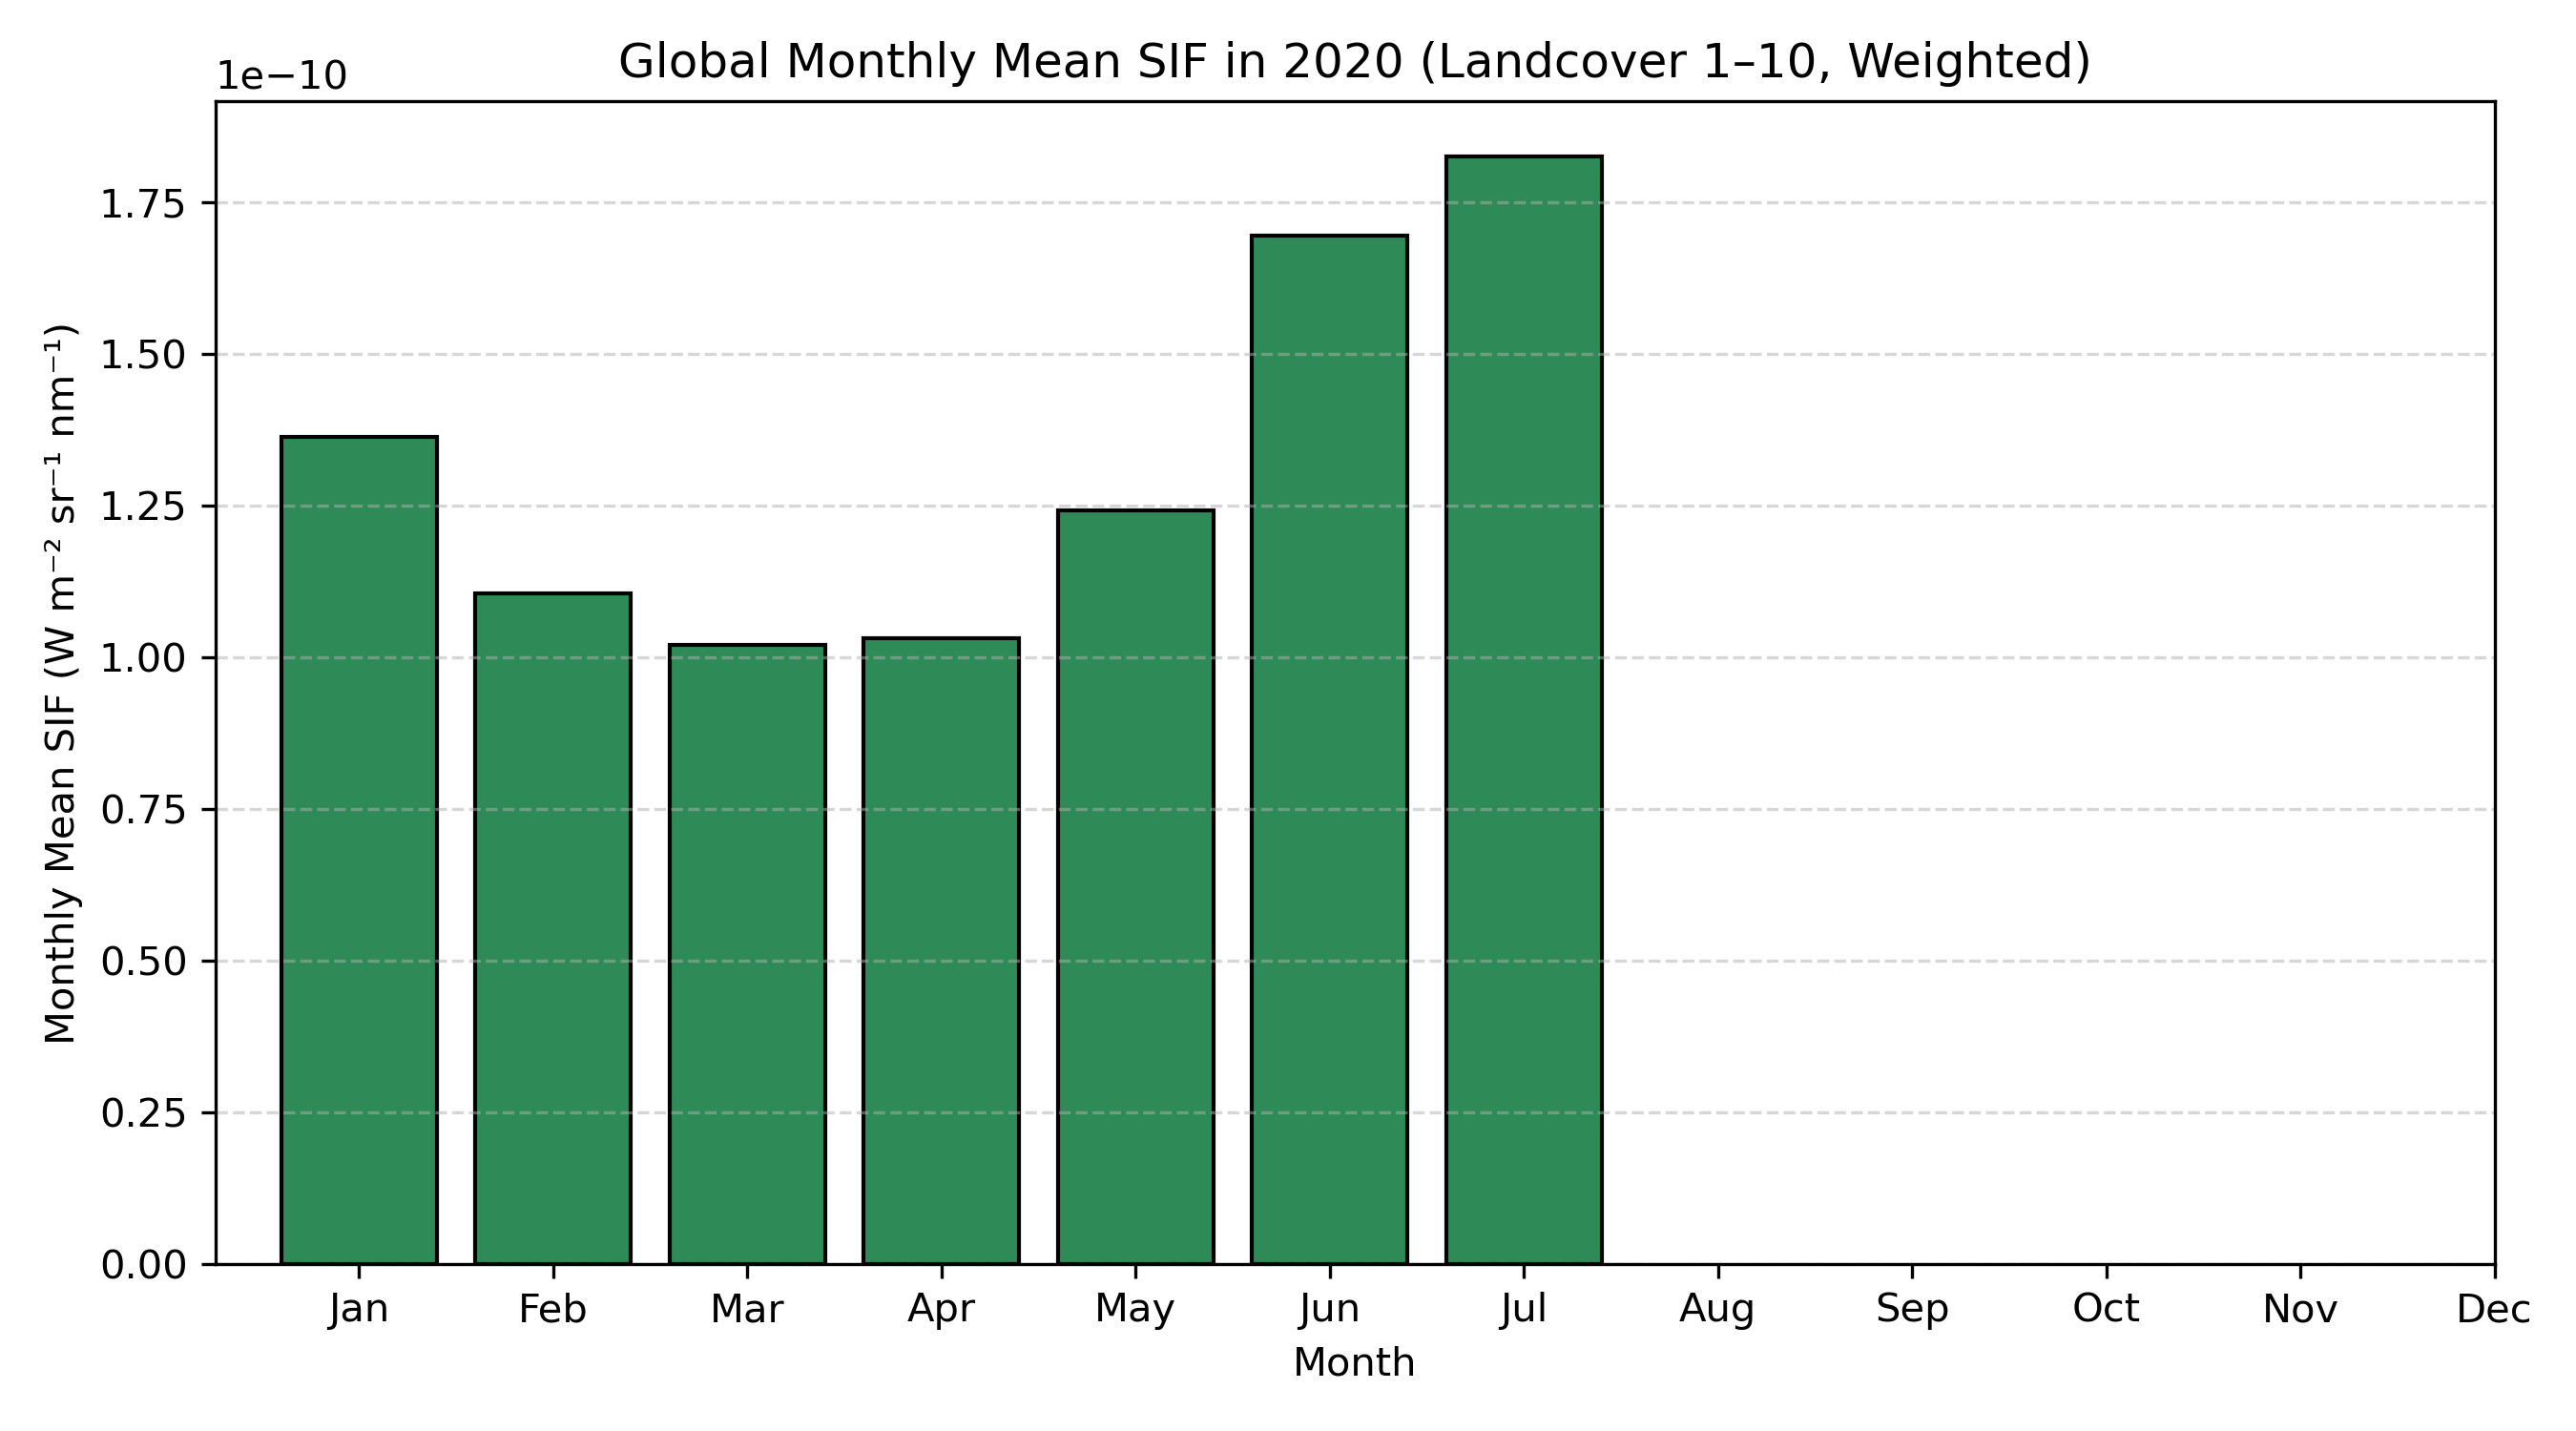 Global Monthly Mean SIF in 2020 (Landcover 1–10, Weighted)
1e−10
Monthly Mean SIF (W m⁻² sr⁻¹ nm⁻¹)
1.75
1.50
1.25
1.00
0.75
0.50
0.25
0.00
Jan Feb Mar Apr May Jun Jul Aug Sep Oct Nov Dec
Month